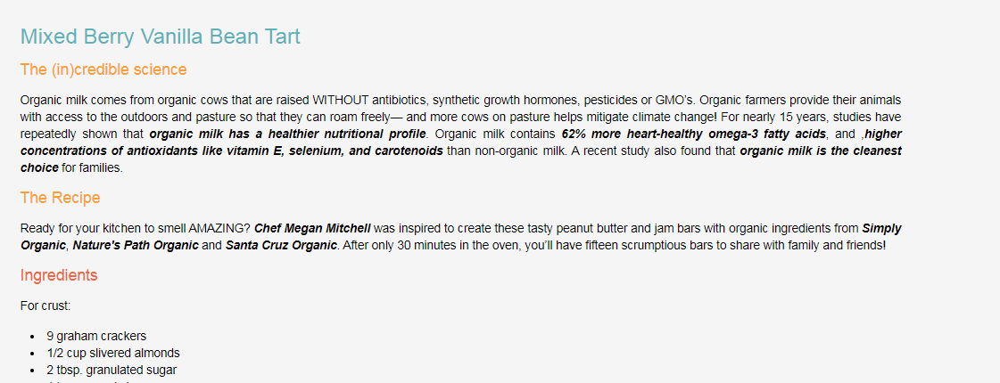 Mixed Berry Vanilla Bean Tart
The (in)credible science
Organic milk comes from organic cows that are raised WITHOUT antibiotics, synthetic growth hormones, pesticides or GMO's. Organic farmers provide their animals
with access to the outdoors and pasture so that they can roam freely— and more cows on pasture helps mitigate climate change! For nearly 15 years, studies have
repeatedly shown that organic milk has a healthier nutritional profile. Organic milk contains 62% more heart-healthy omega-3 fatty acids, and ,higher
concentrations of antioxidants like vitamin E, selenium, and carotenoids than non-organic milk. A recent study also found that organic milk is the cleanest
choice for families.
The Recipe
Ready for your kitchen to smell AMAZING? Chef Megan Mitchell was inspired to create these tasty peanut butter and jam bars with organic ingredients from Simply
Organic, Nature's Path Organic and Santa Cruz Organic. After only 30 minutes in the oven, you'll have fifteen scrumptious bars to share with family and friends!
Ingredients
For crust:
• 9 graham crackers
• 1/2 cup slivered almonds
• 2 tbsp. granulated sugar